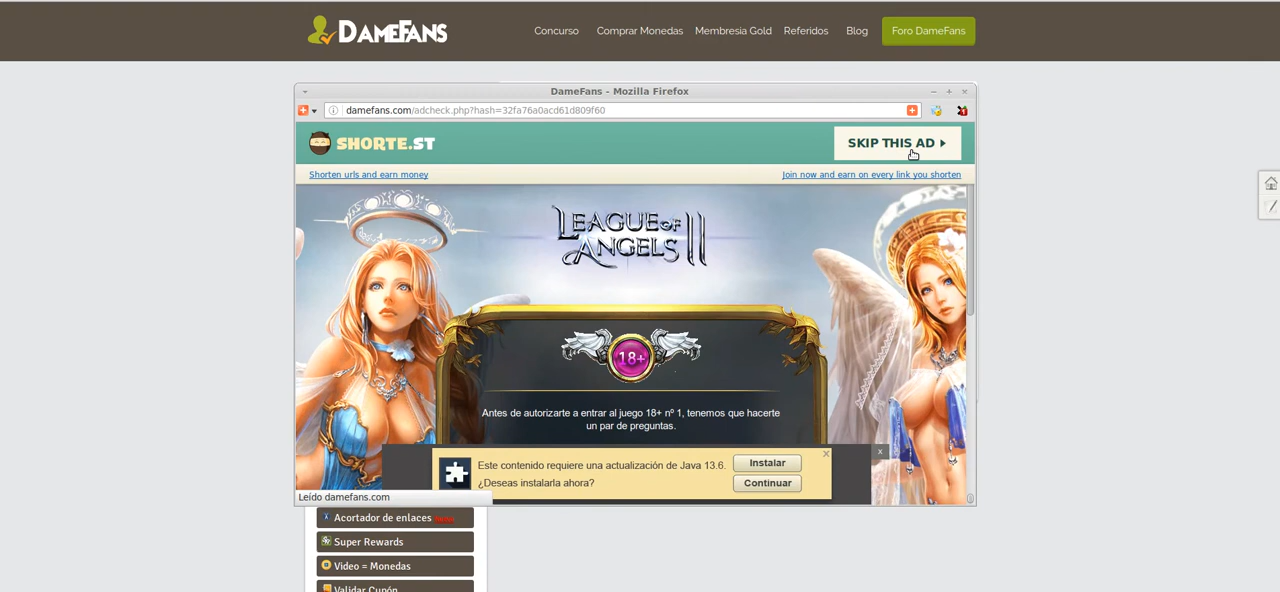 DAMEFANS
Concurso Comprar Monedas Membresia Gold Referidos Blog Foro DameFans
DameFans - Mozilla Firefox
damefans.com/adcheck.php?hash=32fa76a0acd61d809f60
SHORTE.ST
SKIP THIS AD
Shorten urls and earn money
Join now and earn on every link you shorten
LEAGUE OF
ANGELS II
18+
Antes de autorizarte a entrar al juego 18+ nº 1, tenemos que hacerte
un par de preguntas.
x
Este contenido requiere una actualización de Java 13.6.
¿Deseas instalarla ahora?
Instalar
Continuar
Leído damefans.com
Acortador de enlaces
Super Rewards
Video = Monedas
Validar Cupón